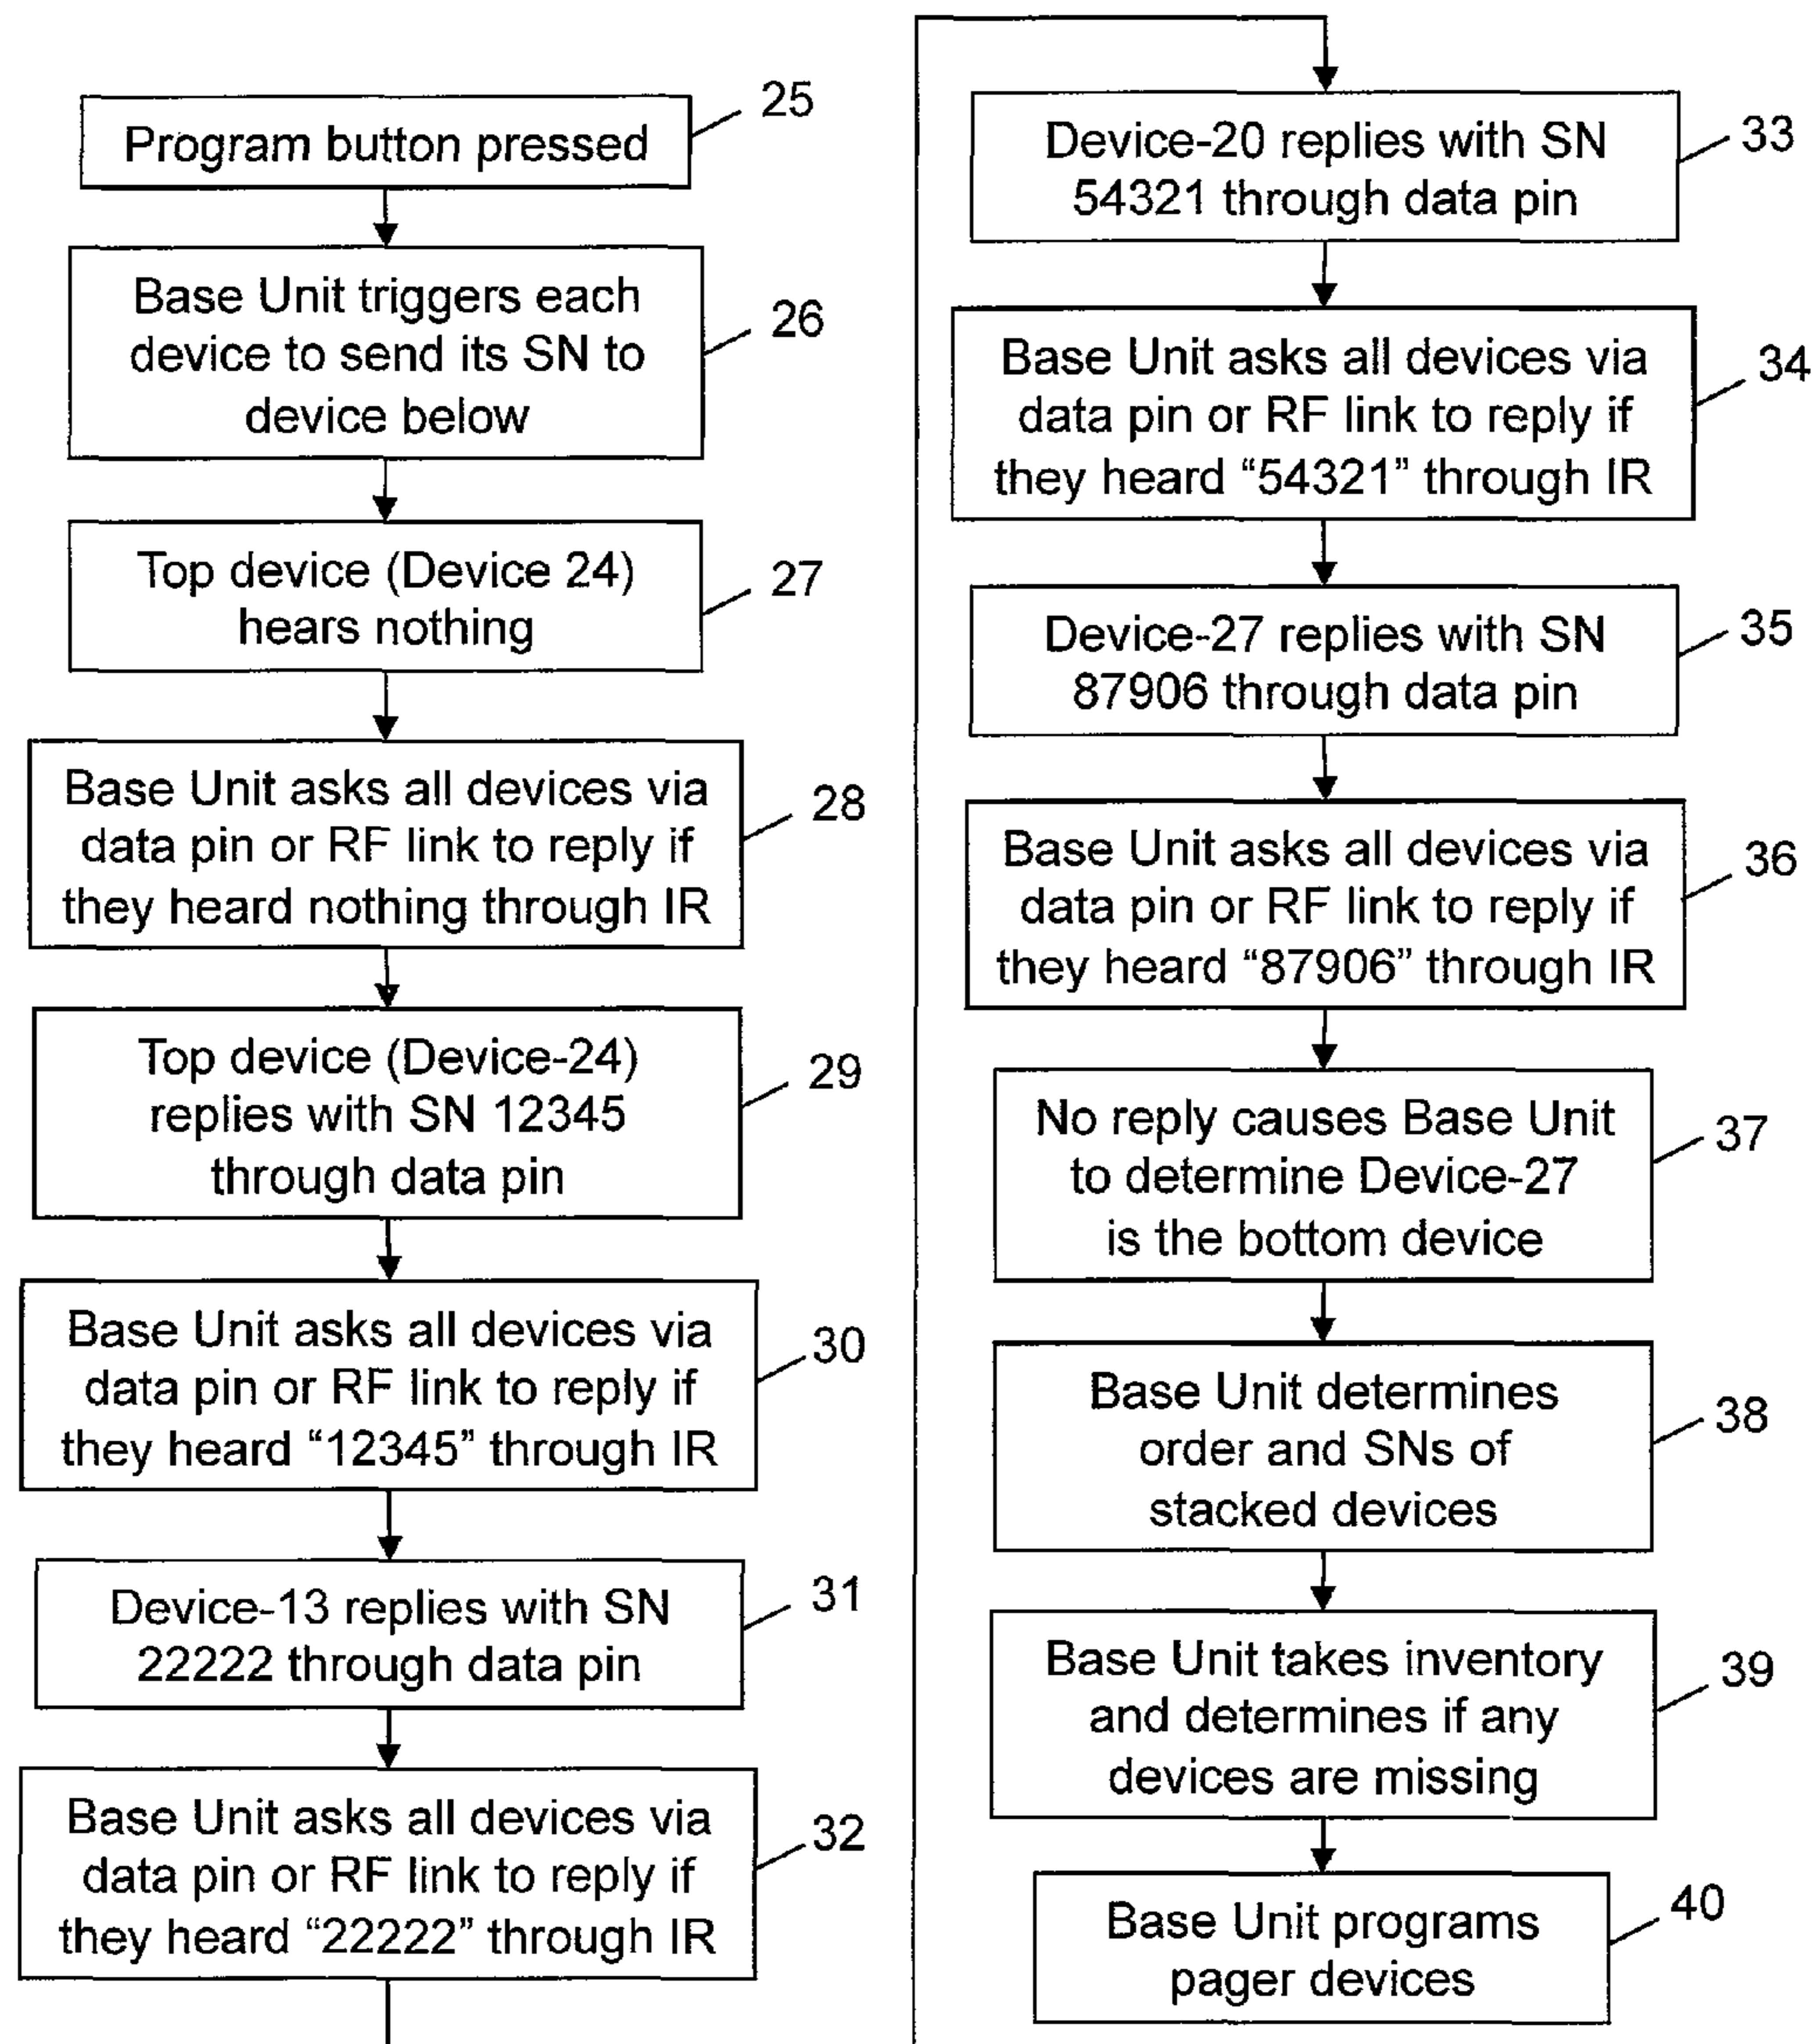 Program button pressed
25
Base Unit triggers each
device to send its SN to
device below
26
Top device (Device 24)
hears nothing
27
Base Unit asks all devices via
data pin or RF link to reply if
they heard nothing through IR
28
Top device (Device-24)
replies with SN 12345
through data pin
29
Base Unit asks all devices via
data pin or RF link to reply if
they heard “12345” through IR
30
Device-13 replies with SN
22222 through data pin
31
Base Unit asks all devices via
data pin or RF link to reply if
they heard “22222” through IR
32
Device-20 replies with SN
54321 through data pin
33
Base Unit asks all devices via
data pin or RF link to reply if
they heard “54321” through IR
34
Device-27 replies with SN
87906 through data pin
35
Base Unit asks all devices via
data pin or RF link to reply if
they heard “87906” through IR
36
No reply causes Base Unit
to determine Device-27
is the bottom device
37
Base Unit determines
order and SNs of
stacked devices
38
Base Unit takes inventory
and determines if any
devices are missing
39
Base Unit programs
pager devices
40